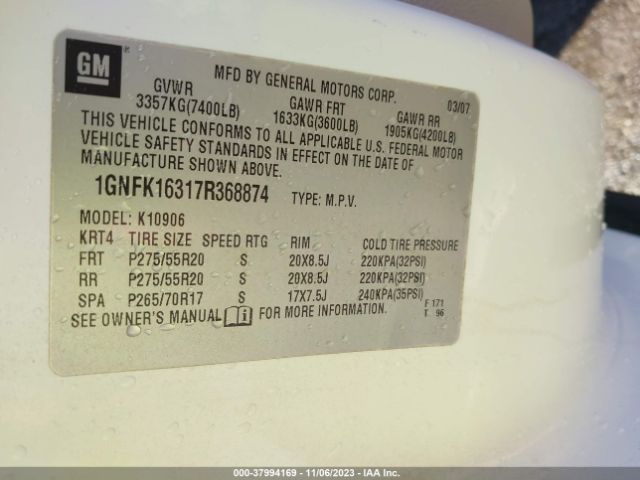 GM
MFD BY GENERAL MOTORS CORP. 03/07
GVWR GAWR FRT GAWR RR
3357KG(7400LB) 1633KG(3600LB) 1905KG(4200LB)
THIS VEHICLE CONFORMS TO ALL APPLICABLE U.S. FEDERAL MOTOR
VEHICLE SAFETY STANDARDS IN EFFECT ON THE DATE OF
MANUFACTURE SHOWN ABOVE.
1GNFK16317R368874 TYPE: M.P.V.
MODEL: K10906
KRT4 TIRE SIZE SPEED RTG RIM COLD TIRE PRESSURE
FRT P275/55R20 S 20X8.5J 220KPA(32PSI)
RR P275/55R20 S 20X8.5J 220KPA(32PSI)
SPA P265/70R17 S 17X7.5J 240KPA(35PSI)
SEE OWNER'S MANUAL FOR MORE INFORMATION. F 171
T. 96
000-37994169 - 11/06/2023 - IAAI.com